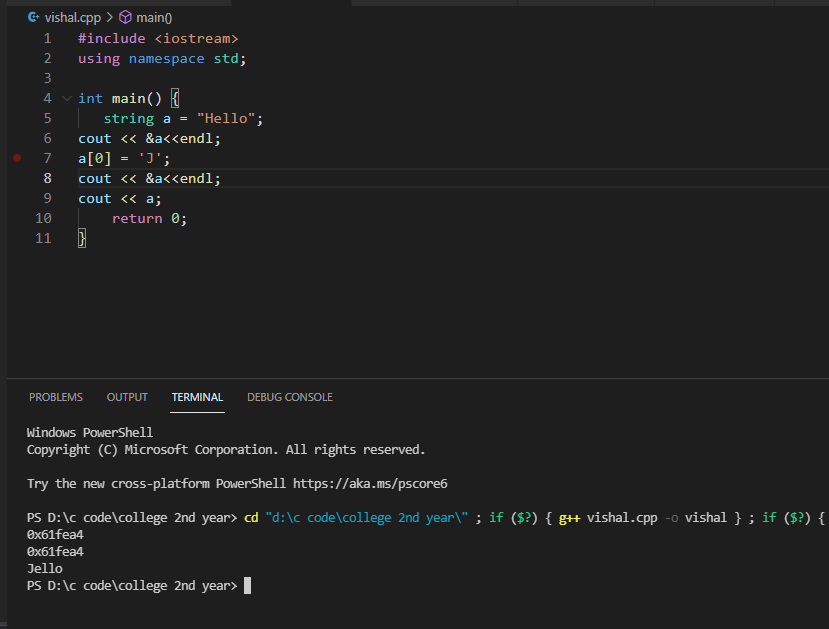 vishal.cpp > main()
1 #include <iostream>
2 using namespace std;
3
4 int main() {
5    string a = "Hello";
6 cout << &a<<endl;
7 a[0] = 'J';
8 cout << &a<<endl;
9 cout << a;
10     return 0;
11 }
PROBLEMS OUTPUT TERMINAL DEBUG CONSOLE
Windows PowerShell
Copyright (C) Microsoft Corporation. All rights reserved.
Try the new cross-platform PowerShell https://aka.ms/pscore6
PS D:\c code\college 2nd year> cd "d:\c code\college 2nd year\" ; if ($?) { g++ vishal.cpp -o vishal } ; if ($?) {
0x61fea4
0x61fea4
Jello
PS D:\c code\college 2nd year>